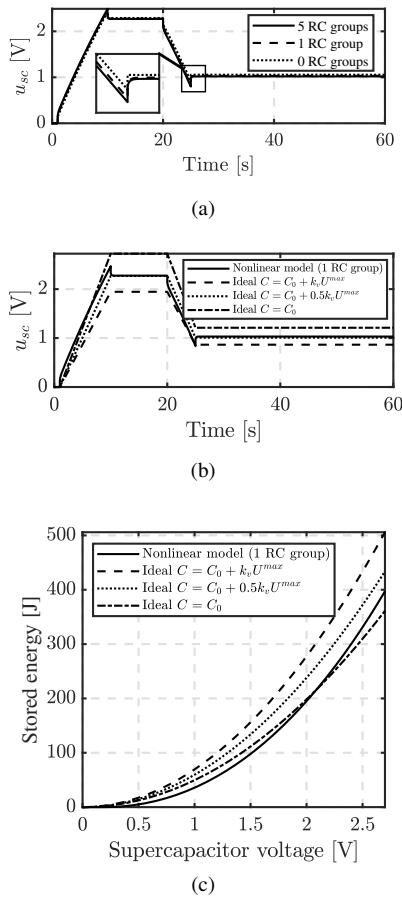 2
1
0
u_sc [V]
5 RC groups
1 RC group
0 RC groups
0 20 40 60
Time [s]
(a)
2
1
0
u_sc [V]
Nonlinear model (1 RC group)
Ideal C = C_0 + k_v U^max
Ideal C = C_0 + 0.5k_v U^max
Ideal C = C_0
0 20 40 60
Time [s]
(b)
500
400
300
200
100
0
Stored energy [J]
Nonlinear model (1 RC group)
Ideal C = C_0 + k_v U^max
Ideal C = C_0 + 0.5k_v U^max
Ideal C = C_0
0 0.5 1 1.5 2 2.5
Supercapacitor voltage [V]
(c)